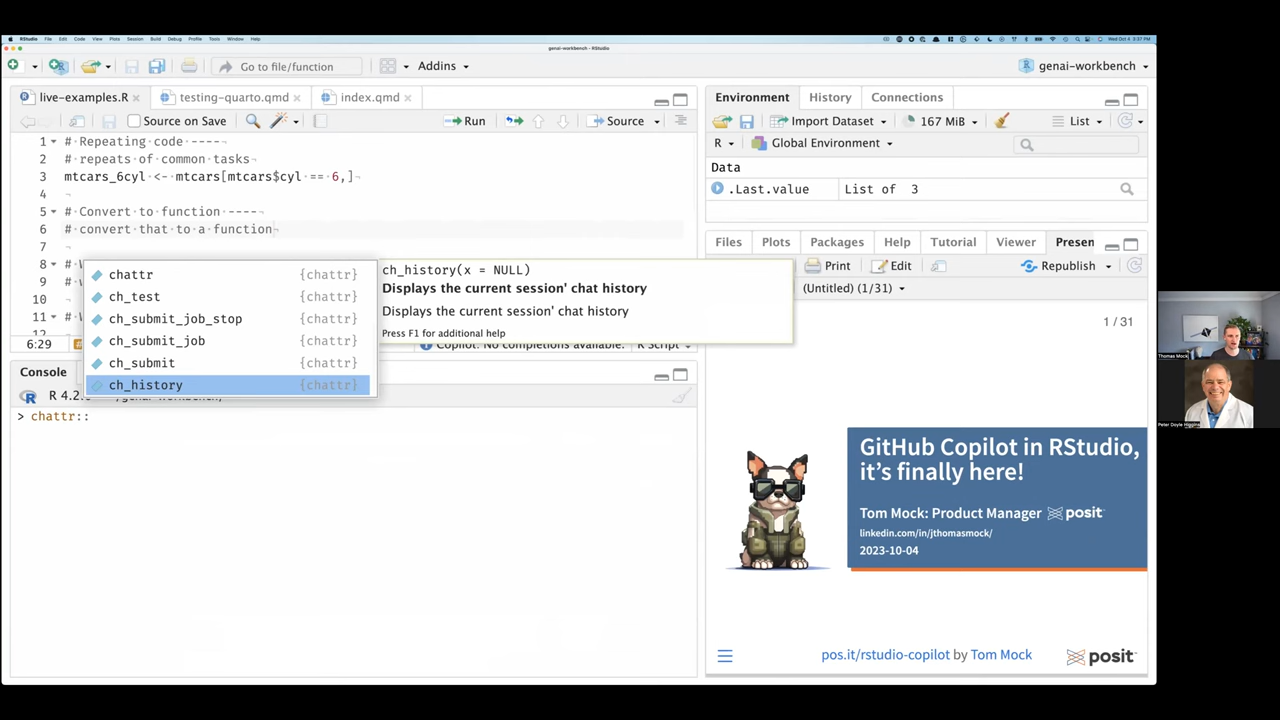 RStudio File Edit Code View Plots Session Build Debug Profile Tools Window Help
Wed Oct 4 3:37 PM
genai-workbench - RStudio
Go to file/function
Addins
genai-workbench
live-examples.R
testing-quarto.qmd
index.qmd
Source on Save
Run
Source
1 # Repeating code ----
2 # repeats of common tasks
3 mtcars_6cyl <- mtcars[mtcars$cyl == 6,]
4
5 # Convert to function ----
6 # convert that to a function
7
8 #
9 #
10
11 #
12
6:29
Copilot: No completions available.
R Script
chattr {chattr}
ch_test {chattr}
ch_submit_job_stop {chattr}
ch_submit_job {chattr}
ch_submit {chattr}
ch_history {chattr}
ch_history(x = NULL)
Displays the current session' chat history
Displays the current session' chat history
Press F1 for additional help
Console
R 4.2.
> chattr::
Environment
History
Connections
Import Dataset
167 MiB
List
R
Global Environment
Data
.Last.value
List of 3
Files
Plots
Packages
Help
Tutorial
Viewer
Presen
Print
Edit
Republish
(Untitled) (1/31)
1 / 31
GitHub Copilot in RStudio,
it's finally here!
Tom Mock: Product Manager posit
linkedin.com/in/jthomasmock/
2023-10-04
pos.it/rstudio-copilot by Tom Mock
posit
Thomas Mock
Peter Doyle Higgins